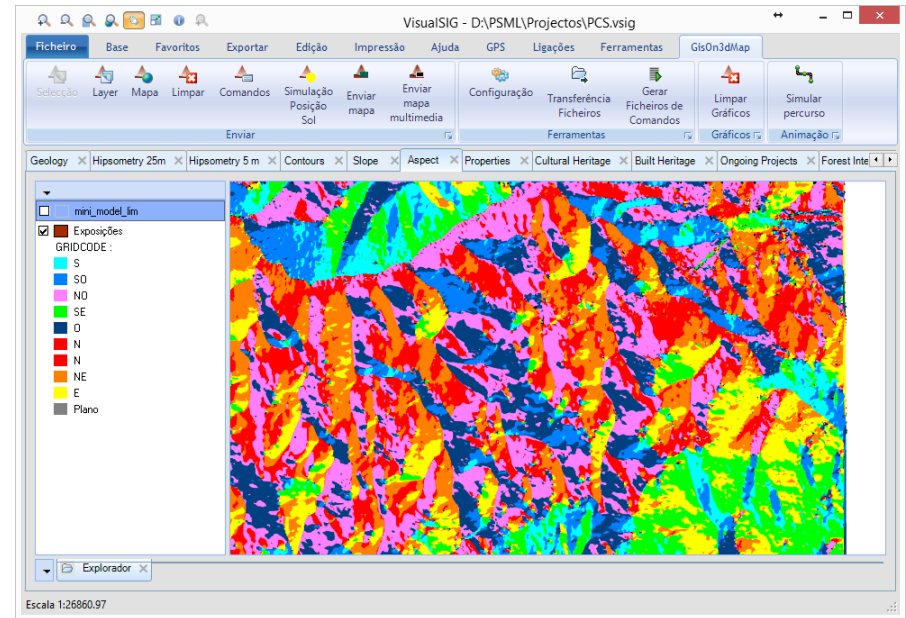 VisualSIG - D:\PSML\Projectos\PCS.vsig
Ficheiro Base Favoritos Exportar Edição Impressão Ajuda GPS Ligações Ferramentas GisOn3dMap
Selecção Layer Mapa Limpar Comandos Simulação Posição Sol Enviar mapa Enviar mapa multimedia Configuração Transferência Ficheiros Gerar Ficheiros de Comandos Limpar Gráficos Simular percurso
Enviar Ferramentas Gráficos Animação
Geology Hipsometry 25m Hipsometry 5 m Contours Slope Aspect Properties Cultural Heritage Built Heritage Ongoing Projects Forest Inte
mini_model_lim
Exposições
GRIDCODE :
S
SO
NO
SE
O
N
N
NE
E
Plano
Explorador
Escala 1:26860.97